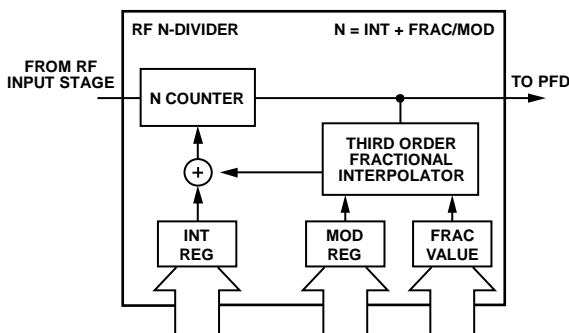 RF N-DIVIDER
N = INT + FRAC/MOD
FROM RF
INPUT STAGE
TO PFD
N COUNTER
THIRD ORDER
FRACTIONAL
INTERPOLATOR
+
INT
REG
MOD
REG
FRAC
VALUE